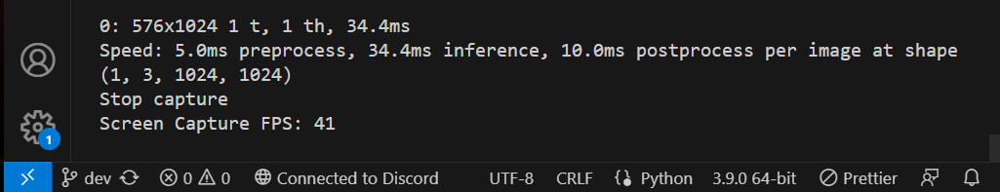 0: 576x1024 1 t, 1 th, 34.4ms
Speed: 5.0ms preprocess, 34.4ms inference, 10.0ms postprocess per image at shape
(1, 3, 1024, 1024)
Stop capture
Screen Capture FPS: 41
1
dev 0 0 Connected to Discord UTF-8 CRLF Python 3.9.0 64-bit Prettier